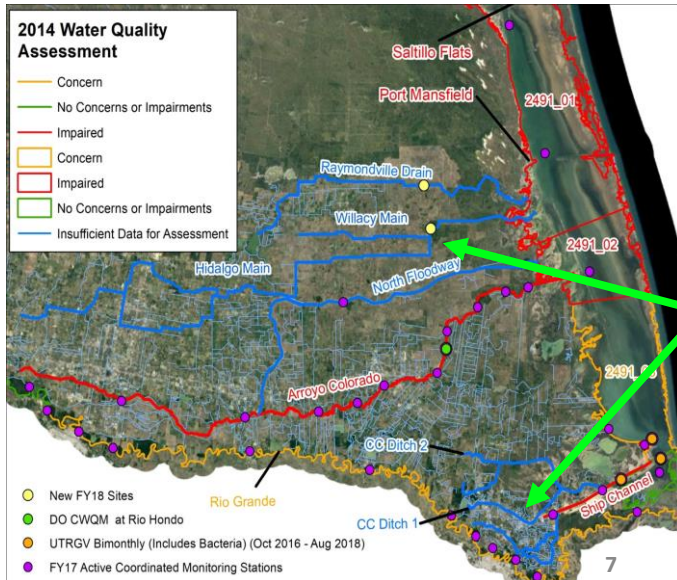 2014 Water Quality
Assessment
Concern
No Concerns or Impairments
Impaired
Concern
Impaired
No Concerns or Impairments
Insufficient Data for Assessment
Saltillo Flats
Port Mansfield
2491_01
Raymondville Drain
Willacy Main
2491_02
Hidalgo Main
North Floodway
2491_03
Arroyo Colorado
CC Ditch 2
Rio Grande
Ship Channel
CC Ditch 1
New FY18 Sites
DO CWQM at Rio Hondo
UTRGV Bimonthly (Includes Bacteria) (Oct 2016 - Aug 2018)
FY17 Active Coordinated Monitoring Stations
7